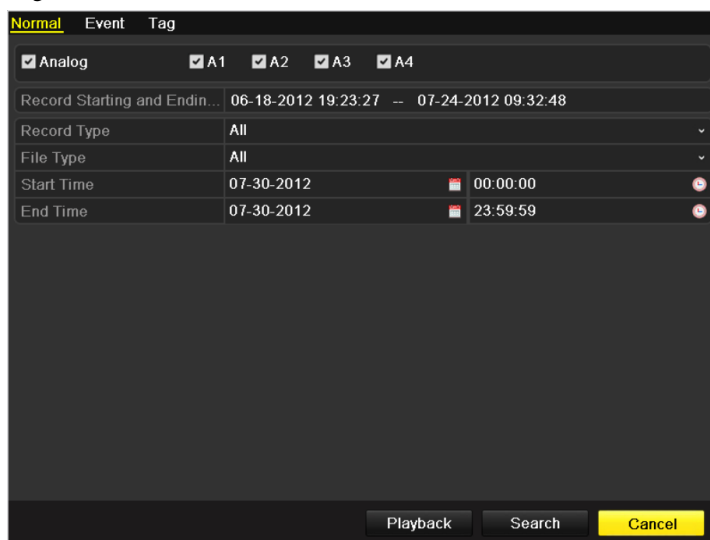 Normal Event Tag
Analog A1 A2 A3 A4
Record Starting and Endin... 06-18-2012 19:23:27 -- 07-24-2012 09:32:48
Record Type All
File Type All
Start Time 07-30-2012 00:00:00
End Time 07-30-2012 23:59:59
Playback Search Cancel